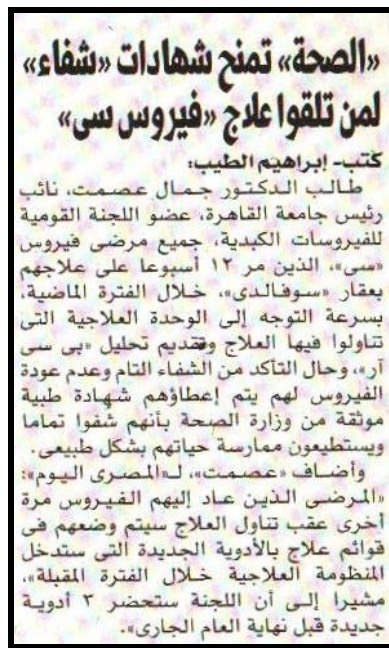 «الصحة» تمنح شهادات «شفاء»
لمن تلقوا علاج «فيروس سى»
كتب- إبراهيم الطيب:
طالب الدكتور جمال عصمت، نائب
رئيس جامعة القاهرة، عضو اللجنة القومية
للفيروسات الكبدية، جميع مرضى فيروس
«سى»، الذين مر ١٢ أسبوعا على علاجهم
بعقار «سوفالدى»، خلال الفترة الماضية،
بسرعة التوجه إلى الوحدة العلاجية التى
تناولوا فيها العلاج وتقديم تحليل «بى سى
آر»، وحال التأكد من الشفاء التام وعدم عودة
الفيروس لهم يتم إعطاؤهم شهادة طبية
موثقة من وزارة الصحة بأنهم شفوا تماما
ويستطيعون ممارسة حياتهم بشكل طبيعى.
وأضاف «عصمت»، لـ«المصرى اليوم»:
«المرضى الذين عاد إليهم الفيروس مرة
أخرى عقب تناول العلاج سيتم وضعهم فى
قوائم علاج بالأدوية الجديدة التى ستدخل
المنظومة العلاجية خلال الفترة المقبلة»،
مشيرا إلى أن اللجنة ستحضر ٣ أدوية
جديدة قبل نهاية العام الجارى».